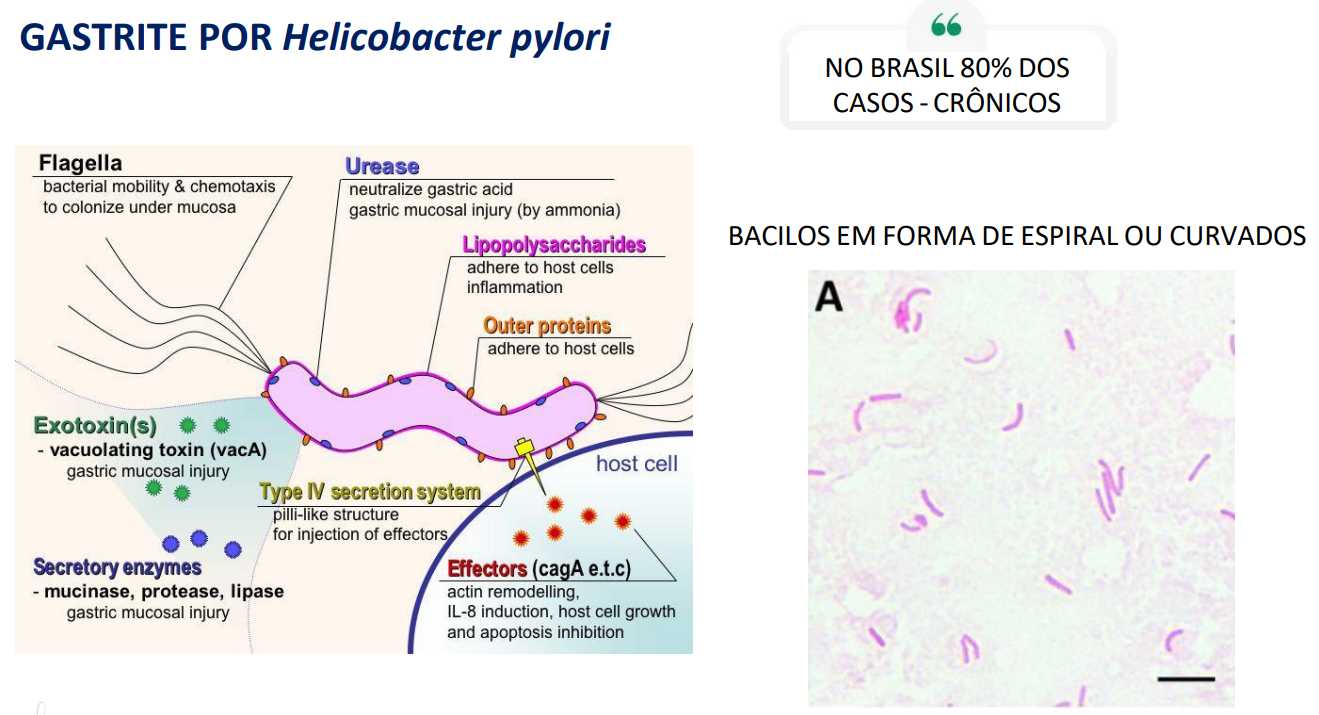 GASTRITE POR Helicobacter pylori
NO BRASIL 80% DOS
CASOS - CRÔNICOS
Flagella
bacterial mobility & chemotaxis
to colonize under mucosa
Urease
neutralize gastric acid
gastric mucosal injury (by ammonia)
Lipopolysaccharides
adhere to host cells
inflammation
Outer proteins
adhere to host cells
Exotoxin(s)
- vacuolating toxin (vacA)
gastric mucosal injury
Type IV secretion system
pilli-like structure
for injection of effectors
host cell
Secretory enzymes
- mucinase, protease, lipase
gastric mucosal injury
Effectors (cagA e.t.c)
actin remodelling,
IL-8 induction, host cell growth
and apoptosis inhibition
BACILOS EM FORMA DE ESPIRAL OU CURVADOS
A